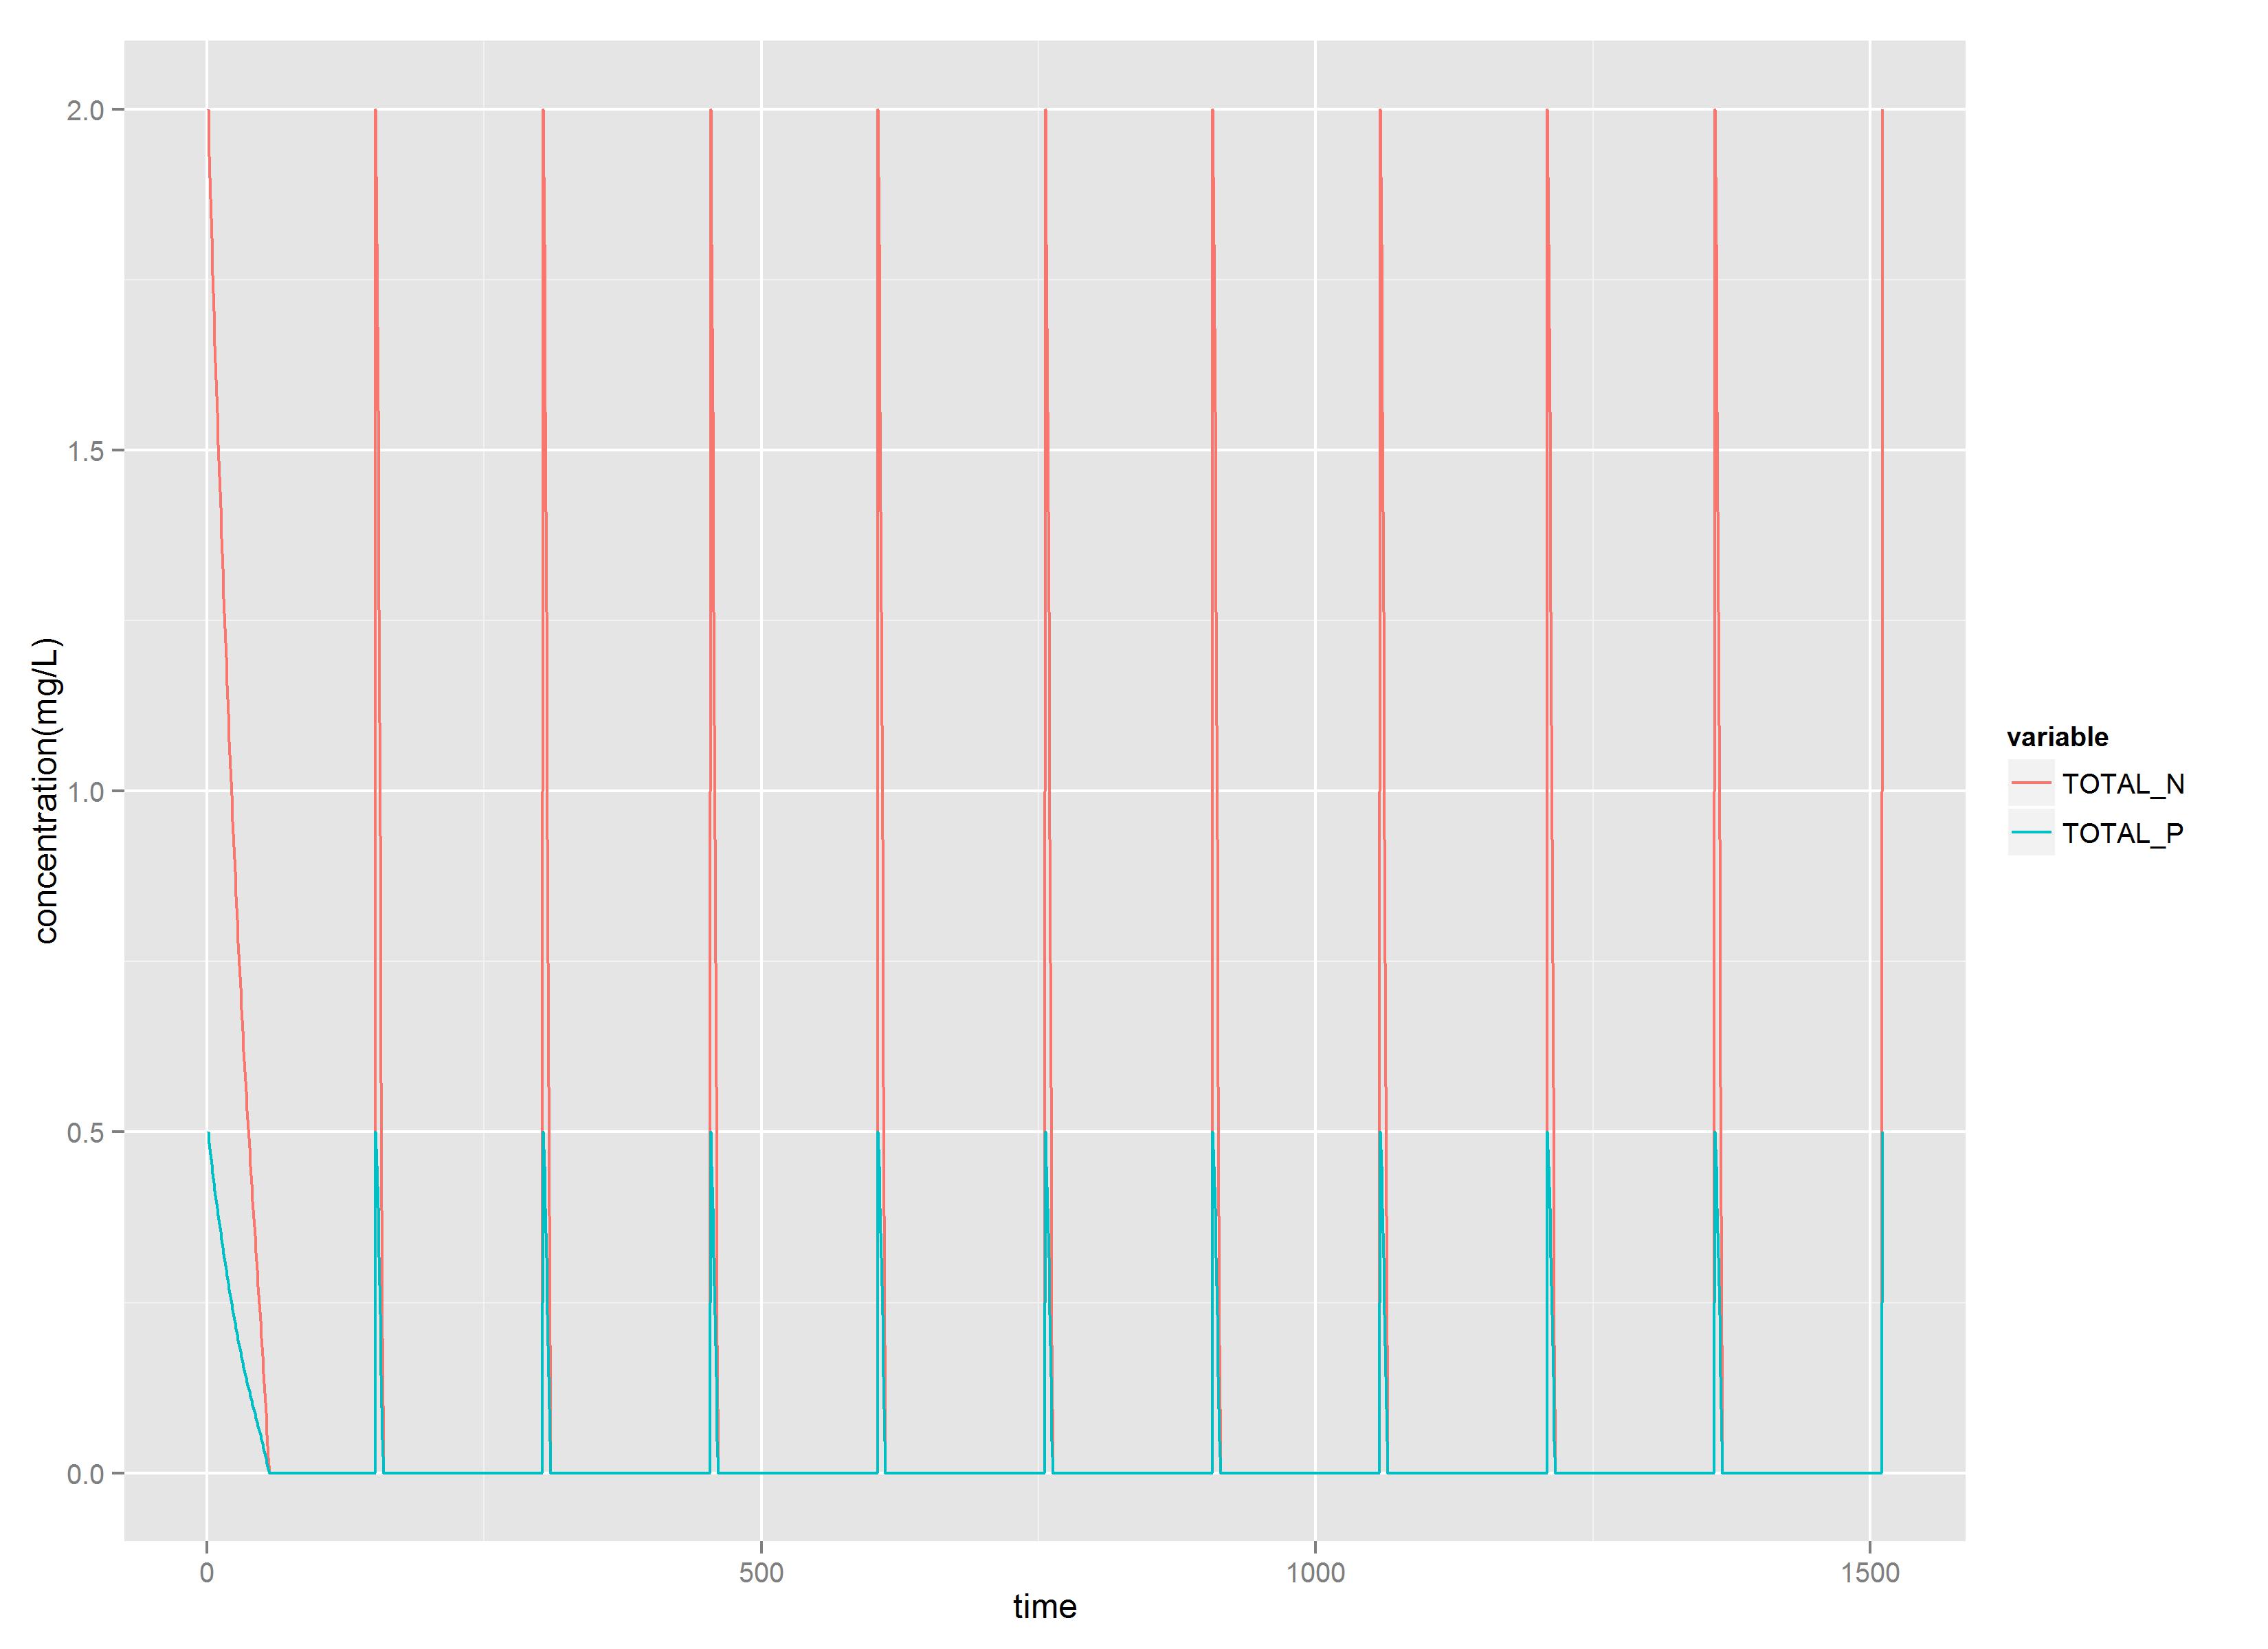 concentration(mg/L)
2.0
1.5
1.0
0.5
0.0
0 500 1000 1500
time
variable
TOTAL_N
TOTAL_P